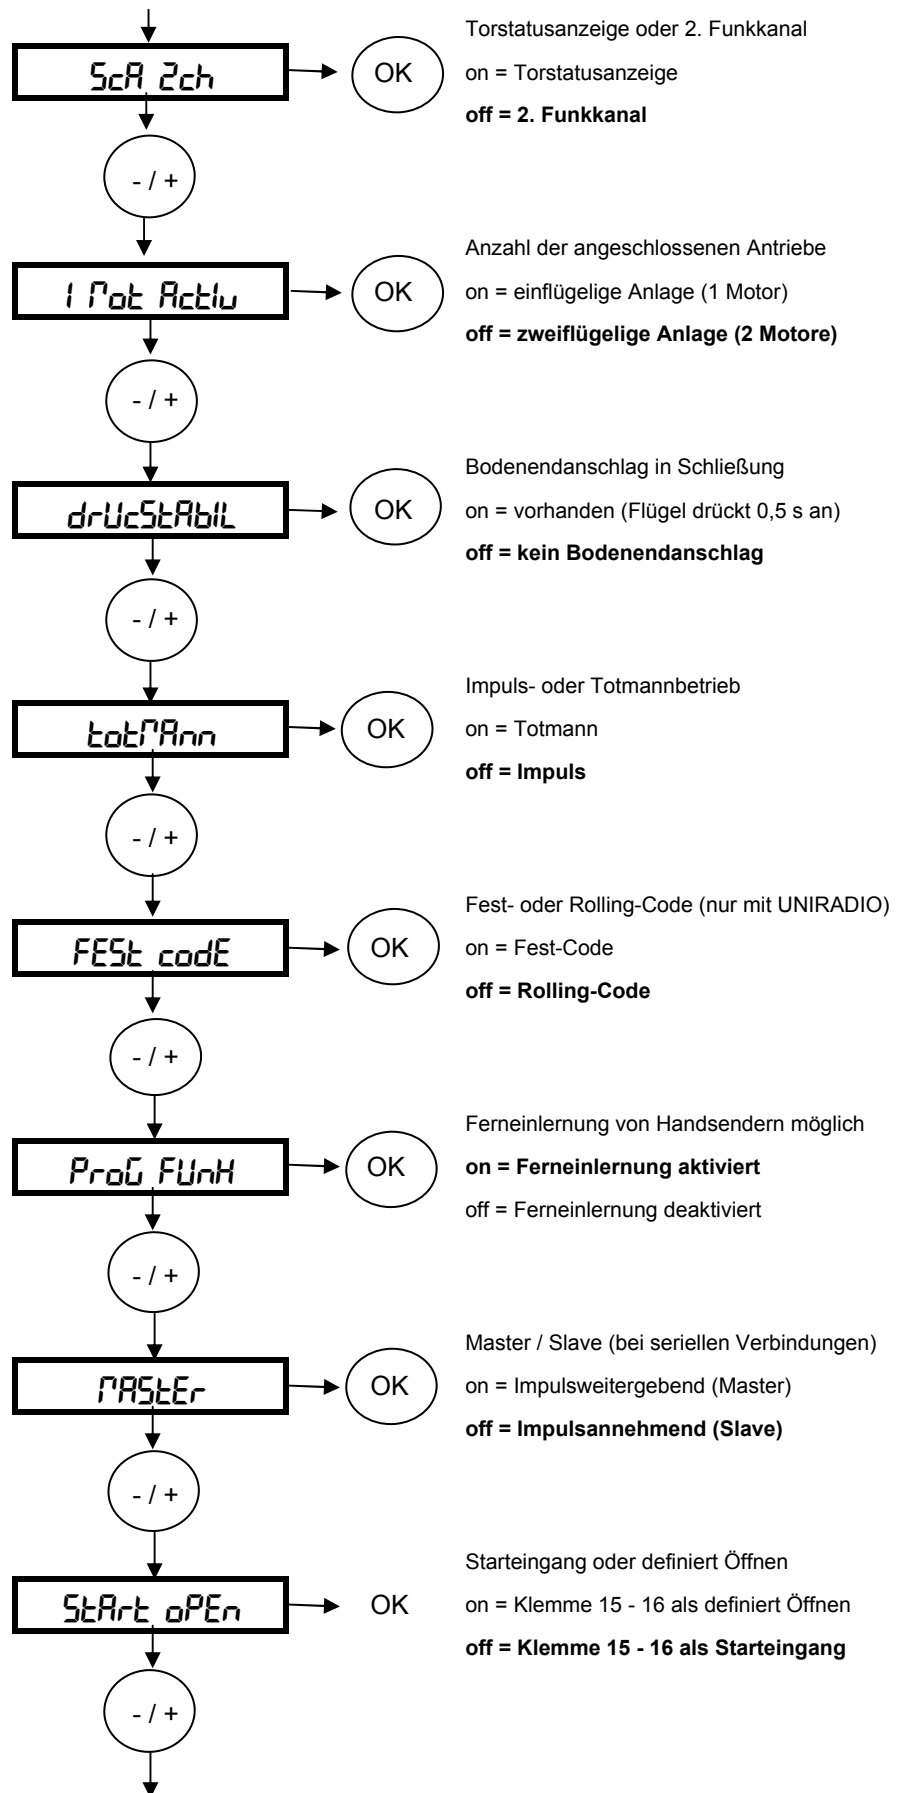 Torstatusanzeige oder 2. Funkkanal
ScA 2ch
OK
on = Torstatusanzeige
off = 2. Funkkanal
- / +
Anzahl der angeschlossenen Antriebe
1 Mot ActIu
OK
on = einflügelige Anlage (1 Motor)
off = zweiflügelige Anlage (2 Motore)
- / +
Bodenendanschlag in Schließung
drUcStAbIL
OK
on = vorhanden (Flügel drückt 0,5 s an)
off = kein Bodenendanschlag
- / +
Impuls- oder Totmannbetrieb
totMAnn
OK
on = Totmann
off = Impuls
- / +
Fest- oder Rolling-Code (nur mit UNIRADIO)
FESt codE
OK
on = Fest-Code
off = Rolling-Code
- / +
Ferneinlernung von Handsendern möglich
ProG FUnH
OK
on = Ferneinlernung aktiviert
off = Ferneinlernung deaktiviert
- / +
Master / Slave (bei seriellen Verbindungen)
MAStEr
OK
on = Impulsweitergebend (Master)
off = Impulsannehmend (Slave)
- / +
Starteingang oder definiert Öffnen
StArt oPEn
OK
on = Klemme 15 - 16 als definiert Öffnen
off = Klemme 15 - 16 als Starteingang
- / +